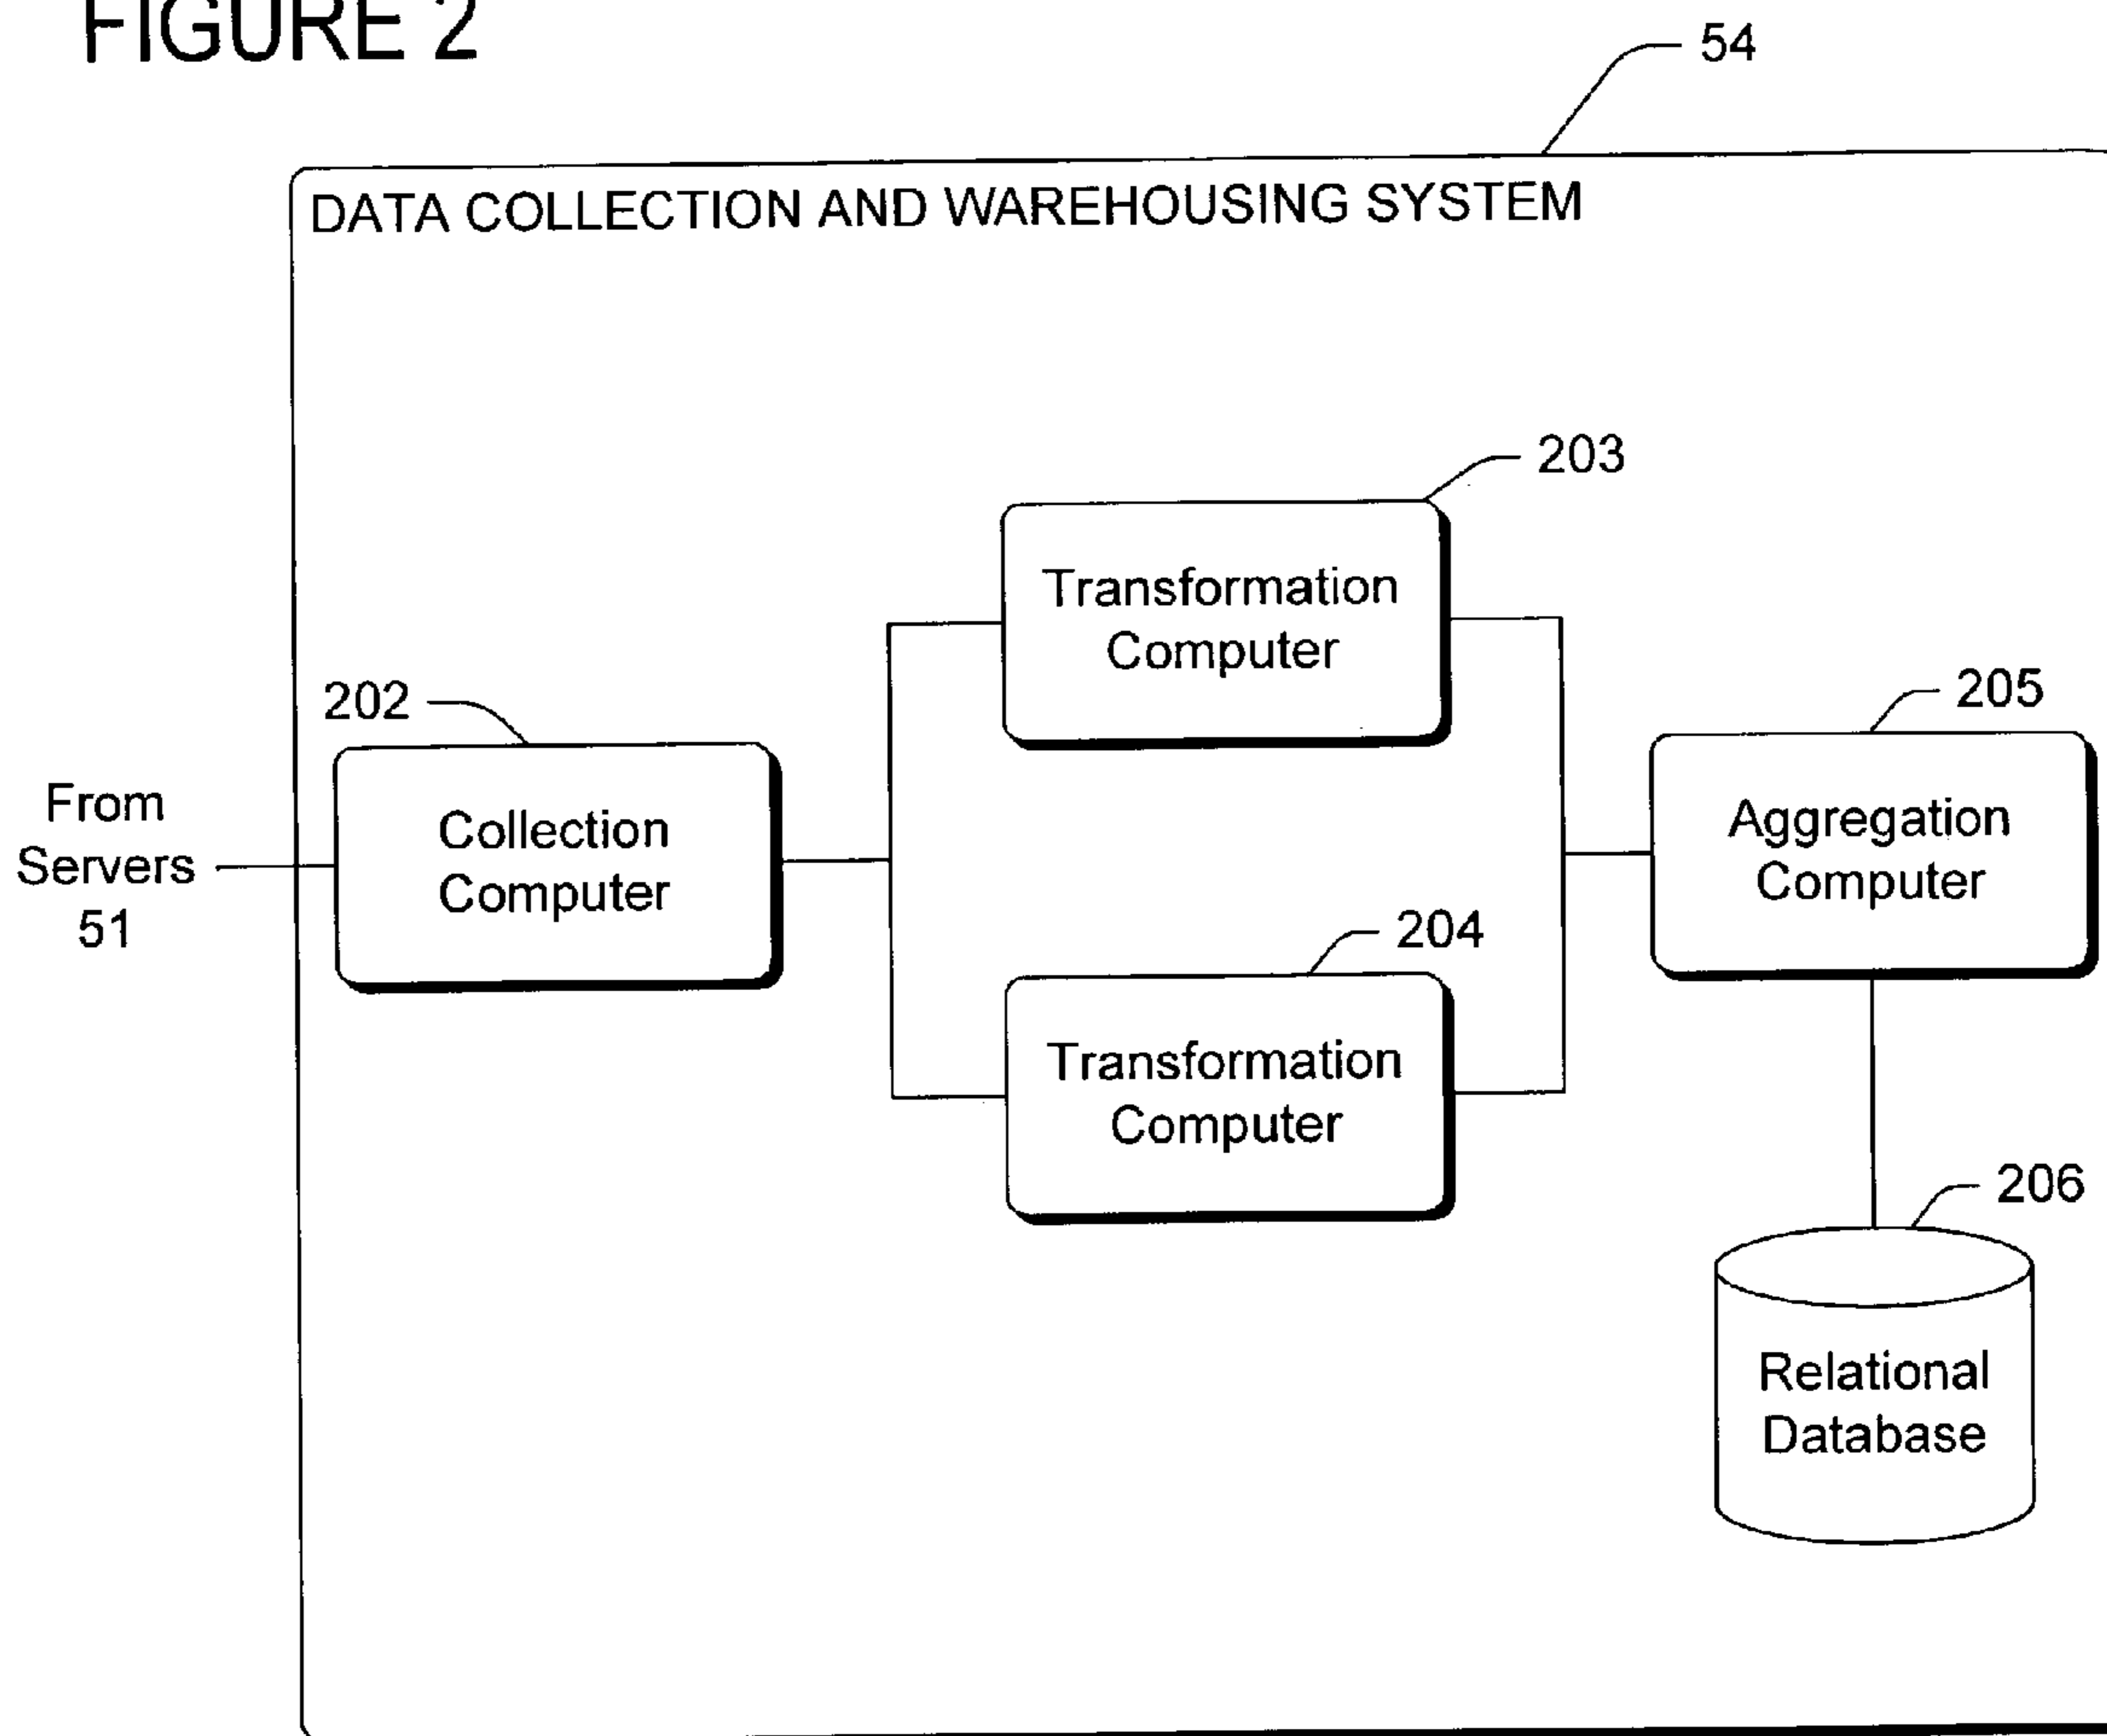 FIGURE 2
54
DATA COLLECTION AND WAREHOUSING SYSTEM
203
Transformation
Computer
202
Collection
Computer
From
Servers
51
205
Aggregation
Computer
204
Transformation
Computer
206
Relational
Database